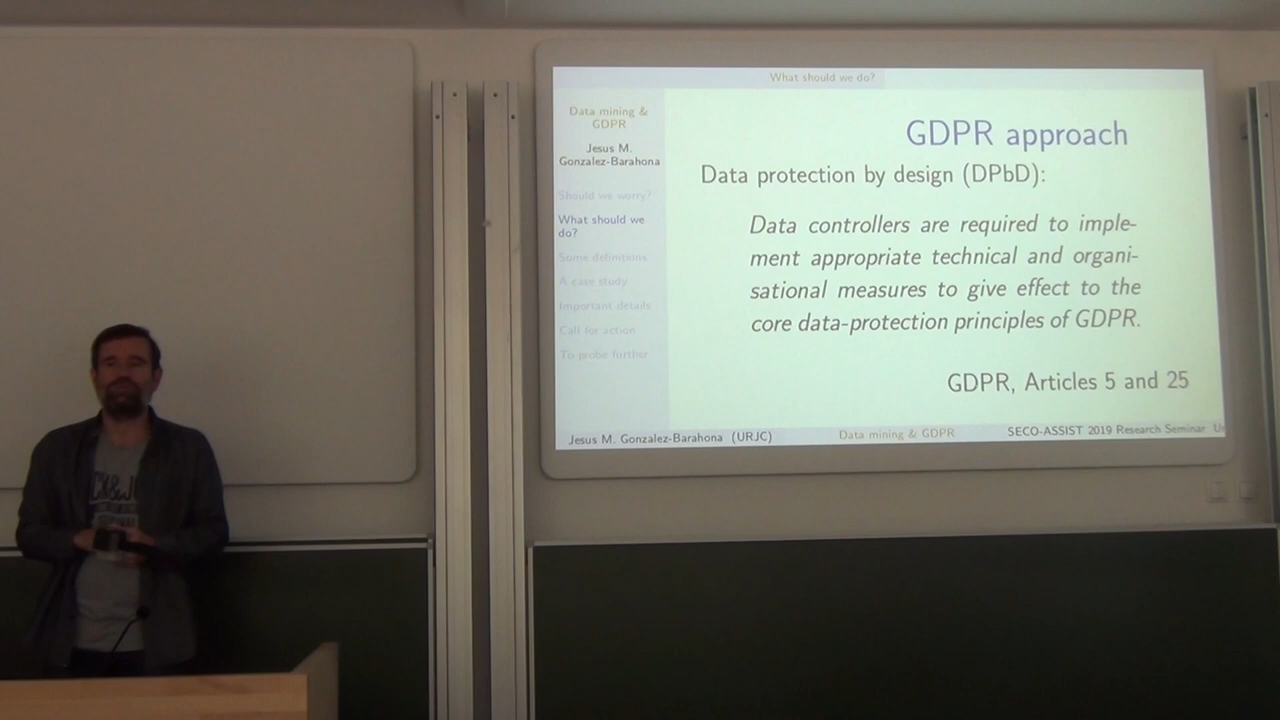 What should we do?
Data mining &
GDPR
Jesus M.
Gonzalez-Barahona
Should we worry?
What should we
do?
Some definitions
A case study
Important details
Call for action
To probe further
GDPR approach
Data protection by design (DPbD):
Data controllers are required to imple-
ment appropriate technical and organi-
sational measures to give effect to the
core data-protection principles of GDPR.
GDPR, Articles 5 and 25
Jesus M. Gonzalez-Barahona (URJC)
Data mining & GDPR
SECO-ASSIST 2019 Research Seminar